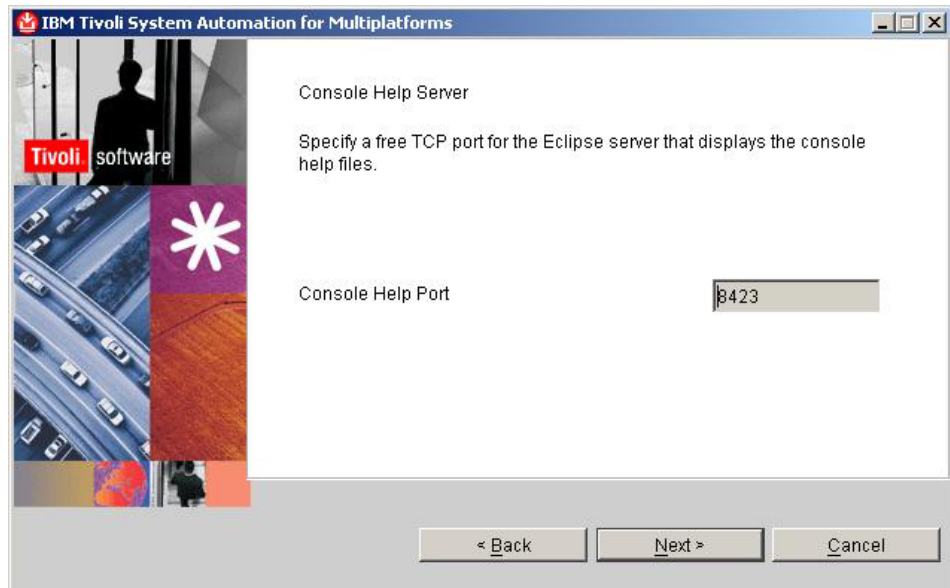 IBM Tivoli System Automation for Multiplatforms
Tivoli. software
Console Help Server
Specify a free TCP port for the Eclipse server that displays the console
help files.
Console Help Port
8423
< Back
Next >
Cancel